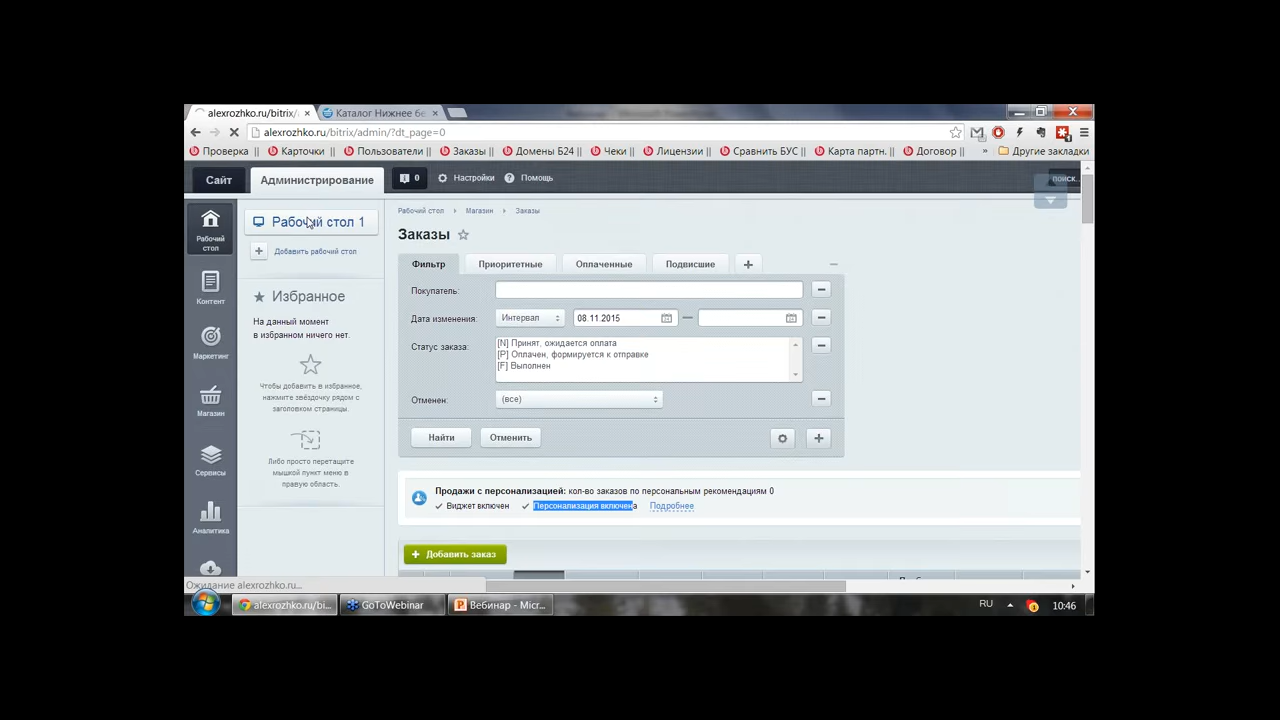 alexrozhko.ru/bitrix/
Каталог Нижнее бе
alexrozhko.ru/bitrix/admin/?dt_page=0
Проверка || Карточки || Пользователи || Заказы || Домены Б24 || Чеки || Лицензии || Сравнить БУС || Карта партн. || Договор || » Другие закладки
Сайт Администрирование 0 Настройки Помощь поиск...
Рабочий стол
Рабочий стол 1
Добавить рабочий стол
Избранное
На данный момент
в избранном ничего нет.
Чтобы добавить в избранное,
нажмите звёздочку рядом с
заголовком страницы.
Либо просто перетащите
мышкой пункт меню в
правую область.
Контент
Маркетинг
Магазин
Сервисы
Аналитика
Рабочий стол Магазин Заказы
Заказы
Фильтр Приоритетные Оплаченные Подвисшие +
Покупатель:
Дата изменения: Интервал 08.11.2015
Статус заказа: [N] Принят, ожидается оплата
[P] Оплачен, формируется к отправке
[F] Выполнен
Отменен: (все)
Найти Отменить
Продажи с персонализацией: кол-во заказов по персональным рекомендациям 0
Виджет включен Персонализация включена Подробнее
+ Добавить заказ
Ожидание alexrozhko.ru...
alexrozhko.ru/bi... GoToWebinar Вебинар - Micr... RU 10:46